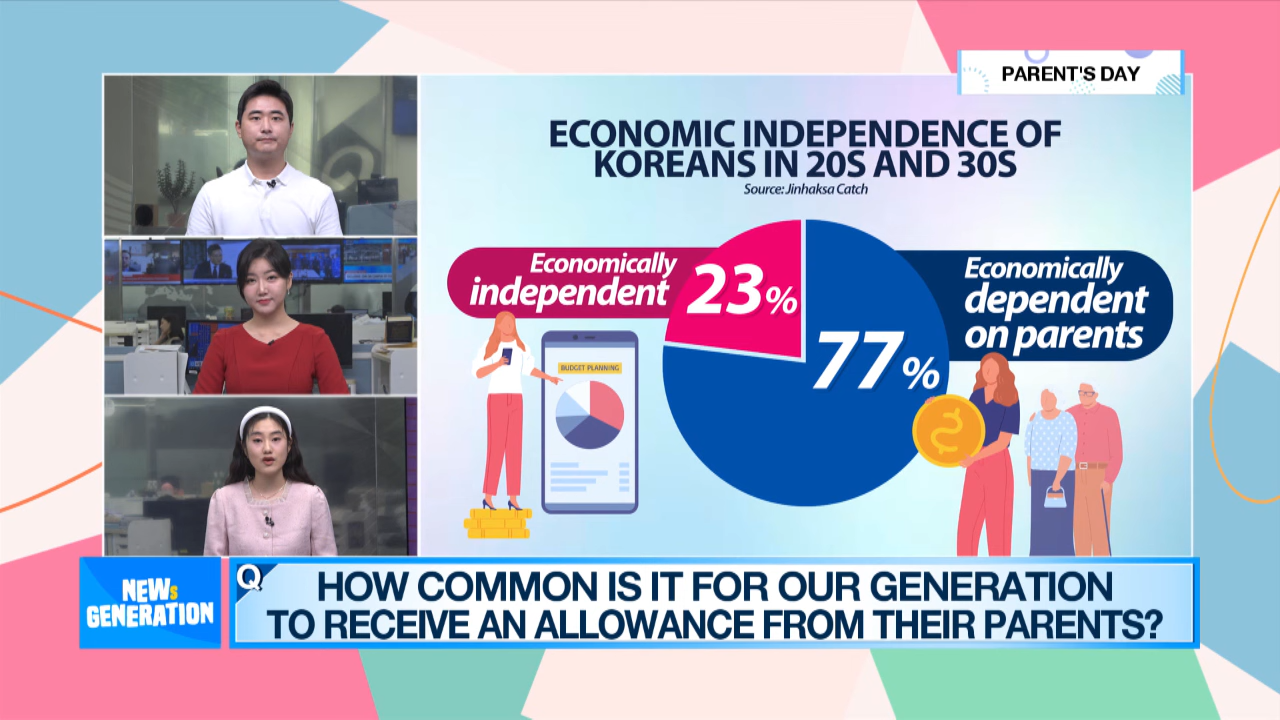 PARENT'S DAY
ECONOMIC INDEPENDENCE OF
KOREANS IN 20S AND 30S
Source: Jinhaksa Catch
Economically
independent
23%
77%
Economically
dependent
on parents
BUDGET PLANNING
NEWs
GENERATION
Q
HOW COMMON IS IT FOR OUR GENERATION
TO RECEIVE AN ALLOWANCE FROM THEIR PARENTS?